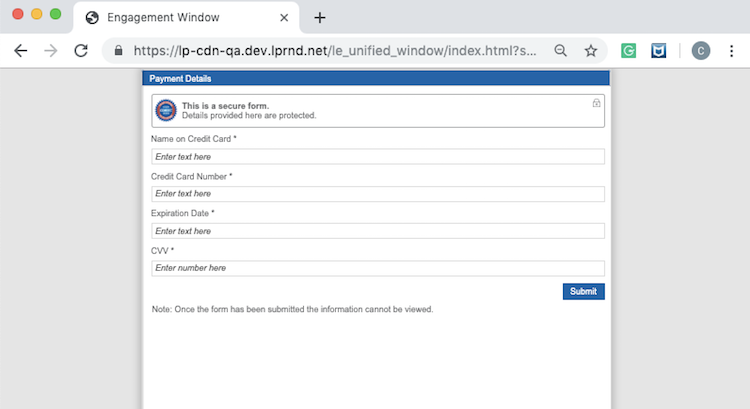 Engagement Window
https://lp-cdn-qa.dev.lprnd.net/le_unified_window/index.html?s...
C
Payment Details
This is a secure form.
Details provided here are protected.
Name on Credit Card *
Enter text here
Credit Card Number *
Enter text here
Expiration Date *
Enter text here
CVV *
Enter number here
Submit
Note: Once the form has been submitted the information cannot be viewed.